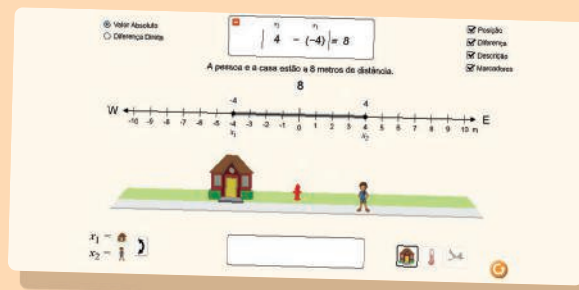 Valor Absoluto
Diferença Direta
x₂ x₁
| 4 − (−4) | = 8
Posição
Diferença
Descrição
Marcadores
A pessoa e a casa estão a 8 metros de distância.
8
-4 4
W E
-10 -9 -8 -7 -6 -5 -4 -3 -2 -1 0 1 2 3 4 5 6 7 8 9 10 m
x₁ x₂
x₁ =
x₂ =